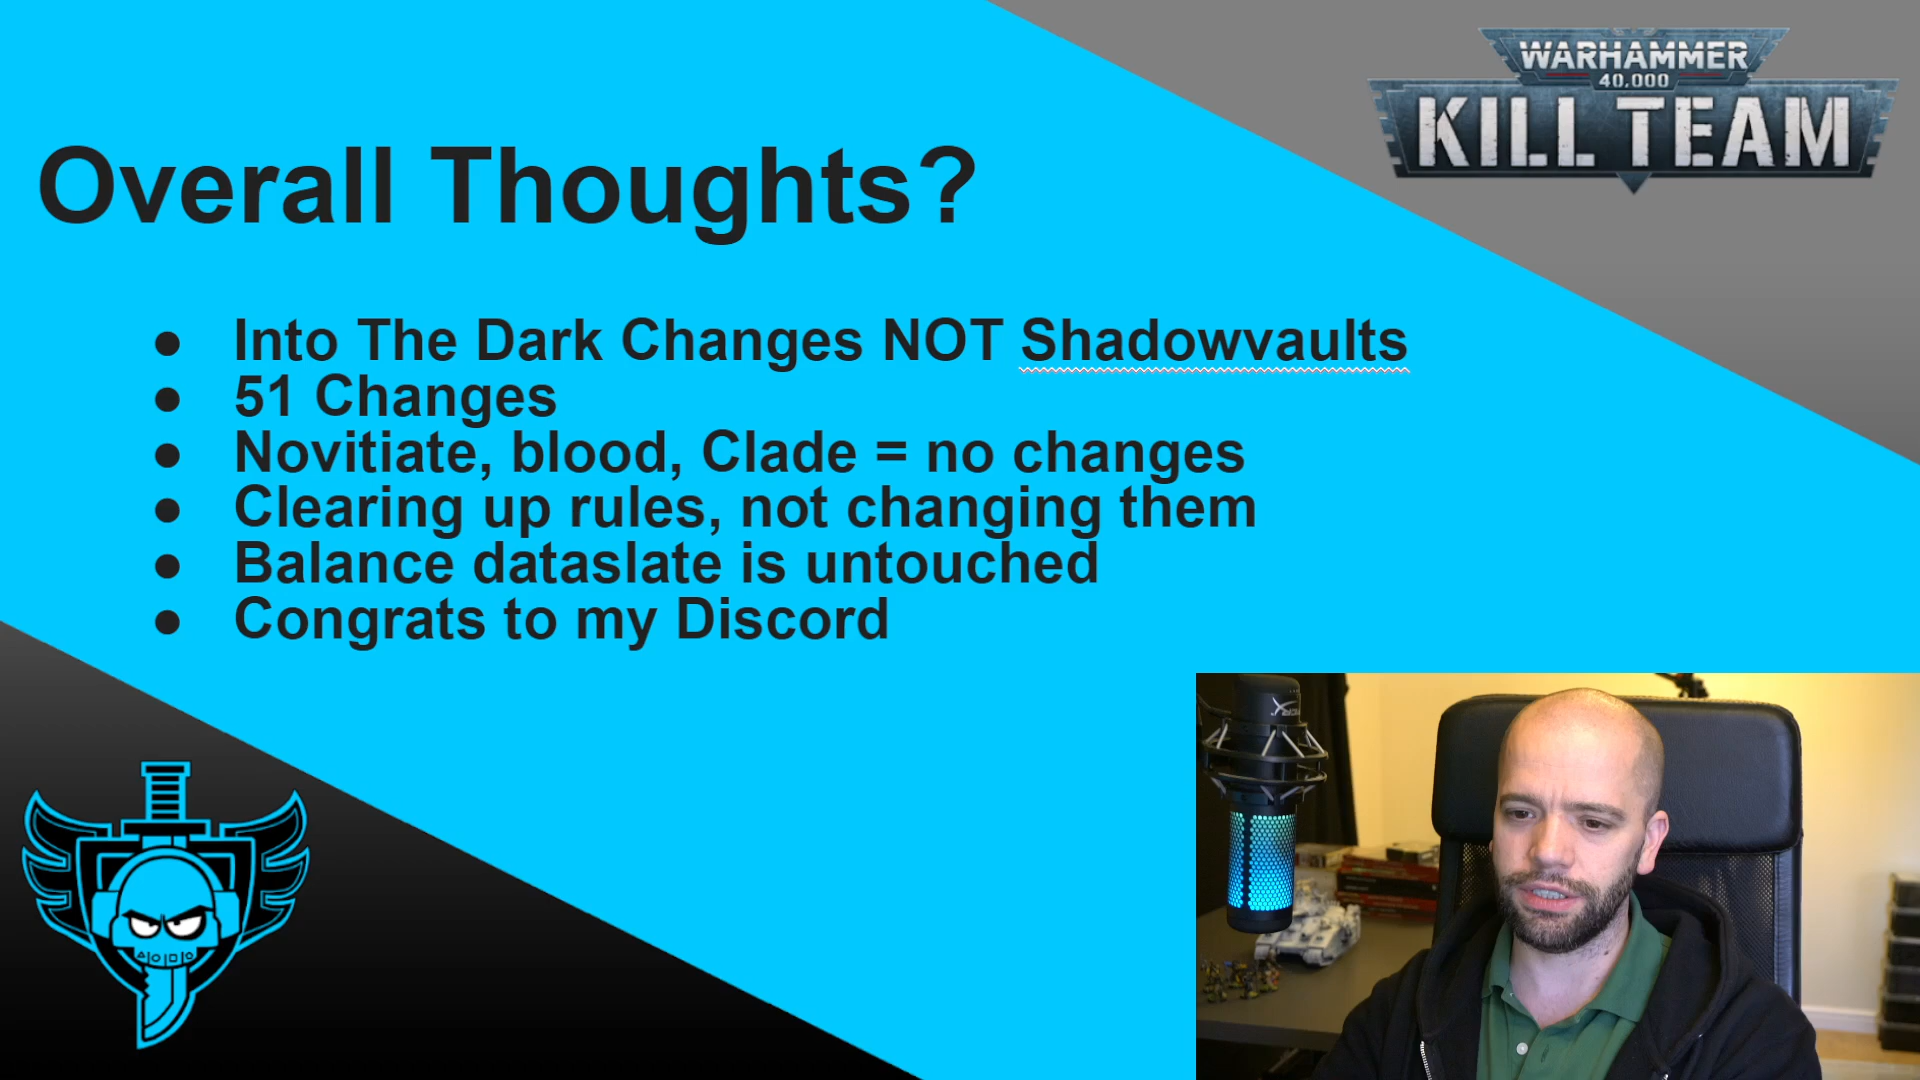 WARHAMMER
40,000
KILL TEAM
Overall Thoughts?
● Into The Dark Changes NOT Shadowvaults
● 51 Changes
● Novitiate, blood, Clade = no changes
● Clearing up rules, not changing them
● Balance dataslate is untouched
● Congrats to my Discord